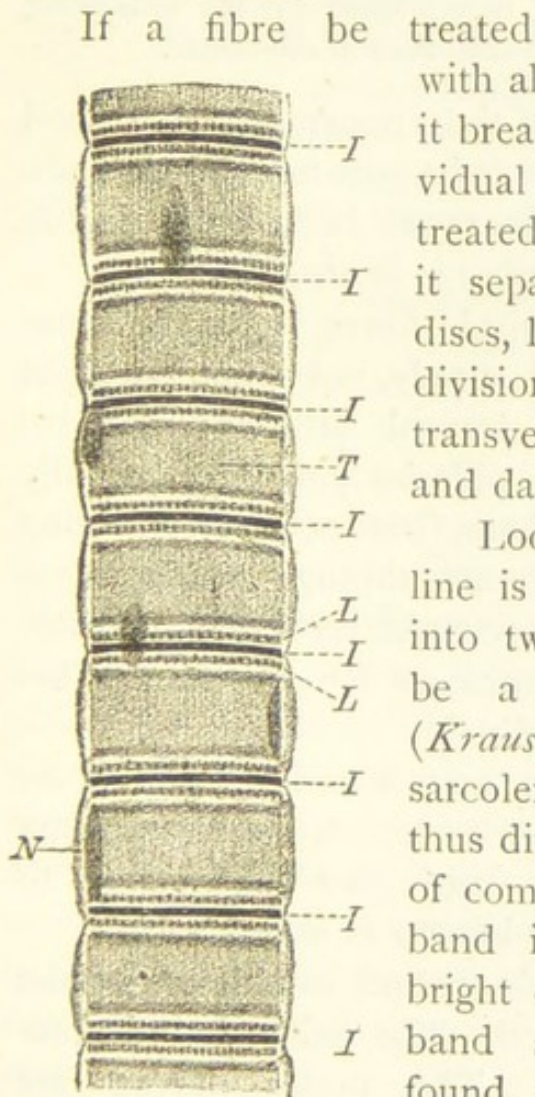 If a fibre be treated
with al
it brea
I
vidual
treated
I
it sepa
discs, l
division
I
transve
T
and da
I
Loo
line is
L
into tw
I
be a
L
(Kraus
I
sarcoler
thus di
N
of com
I
band i
bright
band
I
found